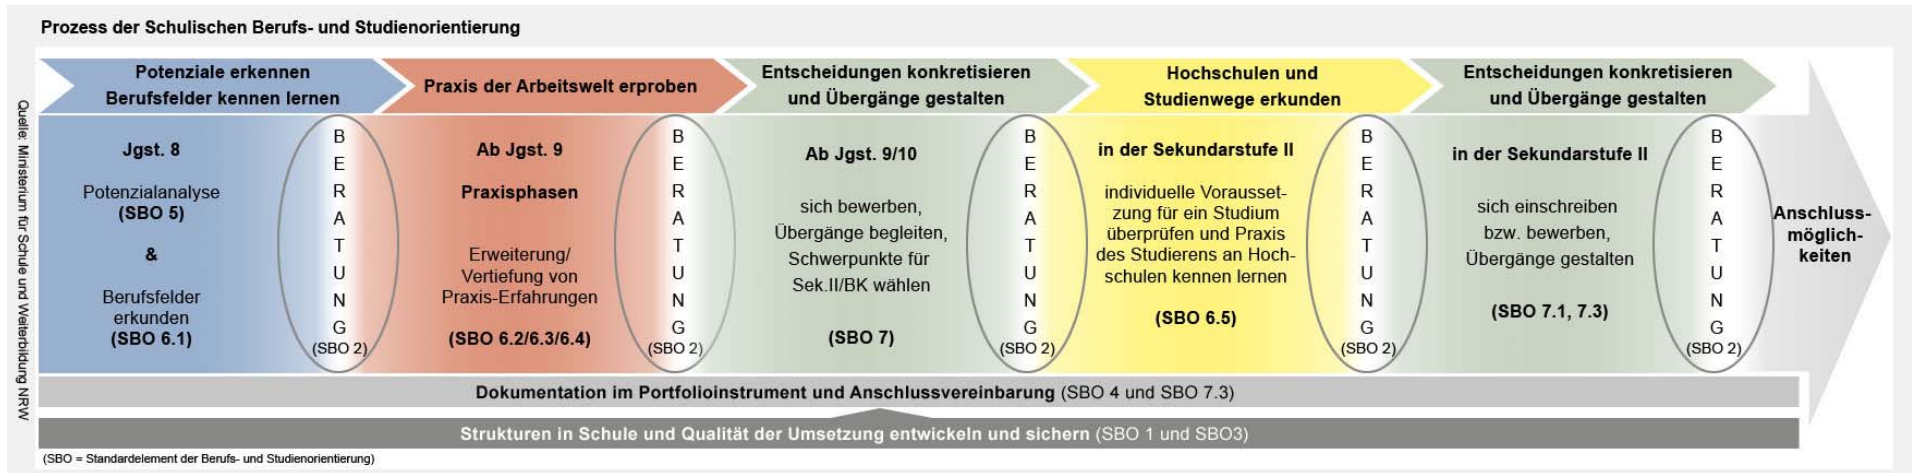 Prozess der Schulischen Berufs- und Studienorientierung
Quelle: Ministerium für Schule und Weiterbildung NRW
Potenziale erkennen
Berufsfelder kennen lernen
Jgst. 8
Potenzialanalyse
(SBO 5)
&
Berufsfelder
erkunden
(SBO 6.1)
BERATUNG
(SBO 2)
Praxis der Arbeitswelt erproben
Ab Jgst. 9
Praxisphasen
Erweiterung/
Vertiefung von
Praxis-Erfahrungen
(SBO 6.2/6.3/6.4)
BERATUNG
(SBO 2)
Entscheidungen konkretisieren
und Übergänge gestalten
Ab Jgst. 9/10
sich bewerben,
Übergänge begleiten,
Schwerpunkte für
Sek.II/BK wählen
(SBO 7)
BERATUNG
(SBO 2)
Hochschulen und
Studienwege erkunden
in der Sekundarstufe II
individuelle Vorausset-
zung für ein Studium
überprüfen und Praxis
des Studierens an Hoch-
schulen kennen lernen
(SBO 6.5)
BERATUNG
(SBO 2)
Entscheidungen konkretisieren
und Übergänge gestalten
in der Sekundarstufe II
sich einschreiben
bzw. bewerben,
Übergänge gestalten
(SBO 7.1, 7.3)
BERATUNG
(SBO 2)
Anschluss-
möglich-
keiten
Dokumentation im Portfolioinstrument und Anschlussvereinbarung (SBO 4 und SBO 7.3)
Strukturen in Schule und Qualität der Umsetzung entwickeln und sichern (SBO 1 und SBO3)
(SBO = Standardelement der Berufs- und Studienorientierung)